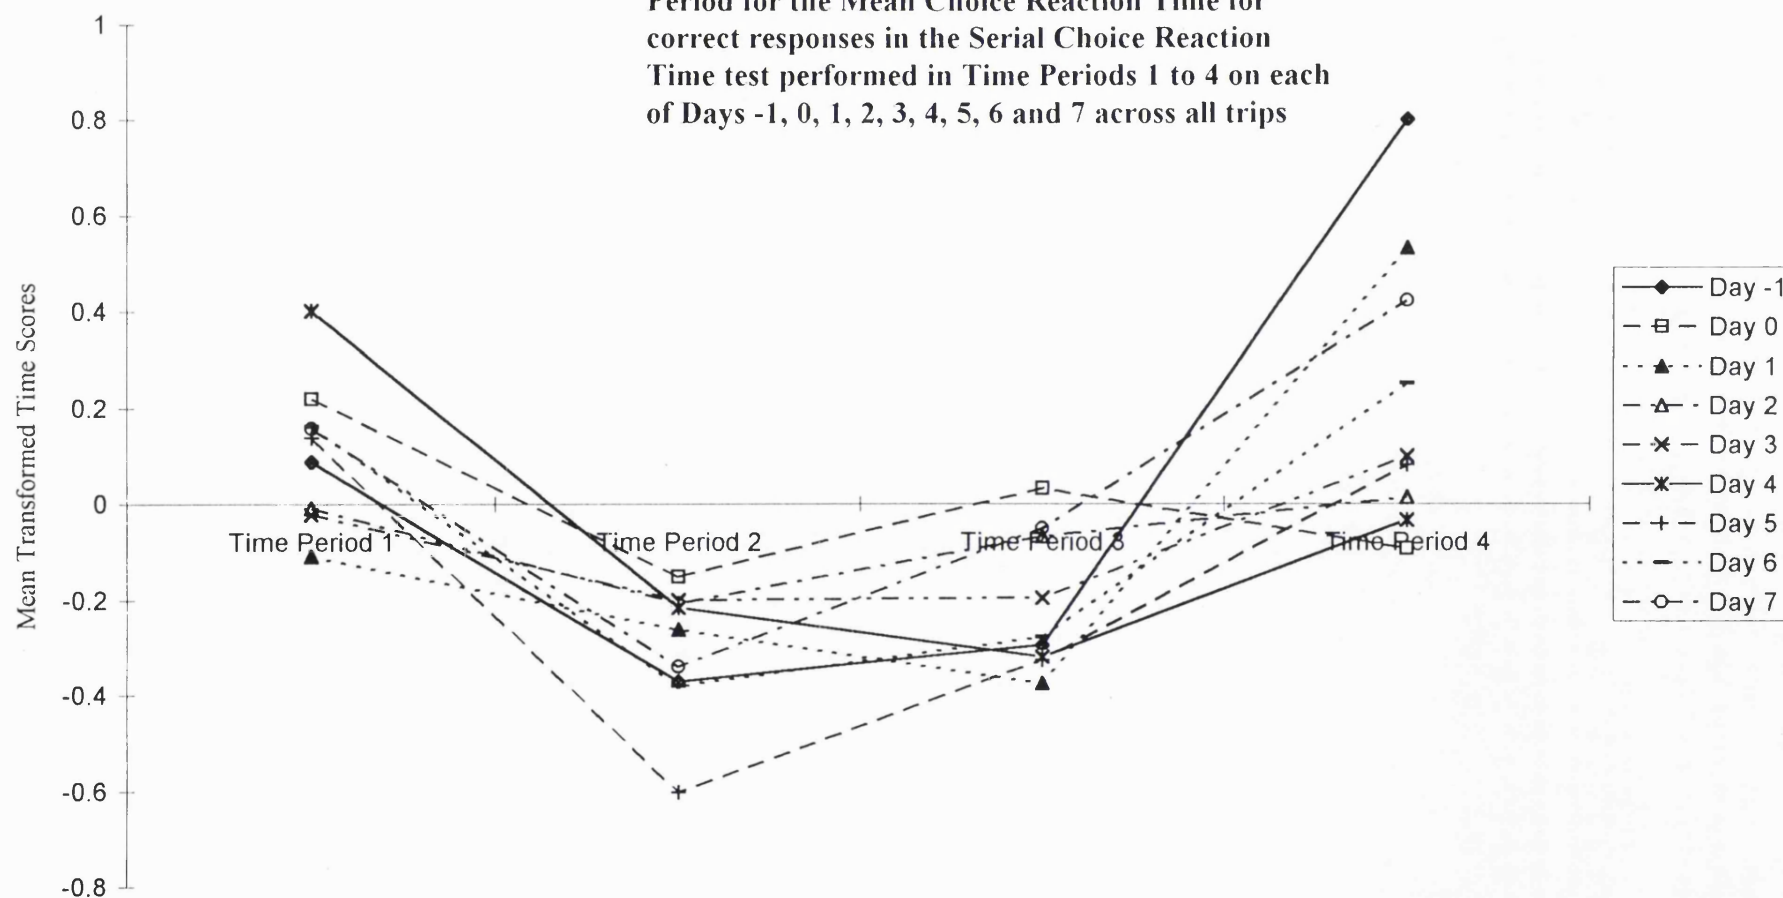 Period for the Mean Choice Reaction Time for
correct responses in the Serial Choice Reaction
Time test performed in Time Periods 1 to 4 on each
of Days -1, 0, 1, 2, 3, 4, 5, 6 and 7 across all trips
1
0.8
0.6
0.4
0.2
0
-0.2
-0.4
-0.6
-0.8
Mean Transformed Time Scores
Time Period 1
Time Period 2
Time Period 3
Time Period 4
Day -1
Day 0
Day 1
Day 2
Day 3
Day 4
Day 5
Day 6
Day 7